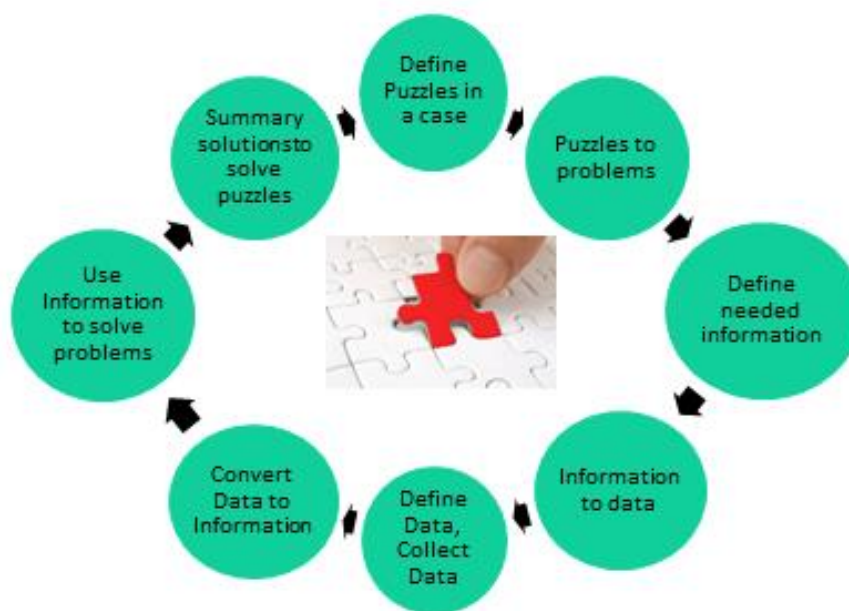 Define
Puzzles in
a case
Puzzles to
problems
Define
needed
information
Information
to data
Define
Data,
Collect
Data
Convert
Data to
Information
Use
Information
to solve
problems
Summary
solutionsto
solve
puzzles